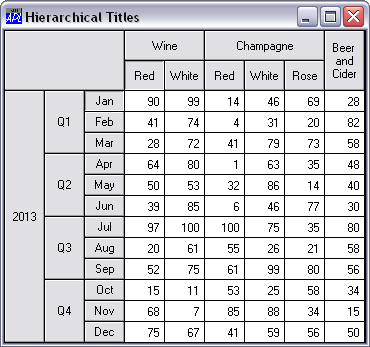 APL Hierarchical Titles
Wine Champagne Beer and Cider
Red White Red White Rose
2013 Q1 Jan 90 99 14 46 69 28
Feb 41 74 4 31 20 82
Mar 28 72 41 79 73 58
Q2 Apr 64 80 1 63 35 48
May 50 53 32 86 14 40
Jun 39 85 6 46 77 30
Q3 Jul 97 100 100 75 35 80
Aug 20 61 55 26 21 58
Sep 52 75 61 99 80 56
Q4 Oct 15 11 53 25 58 34
Nov 68 7 85 88 34 15
Dec 75 67 41 59 56 50